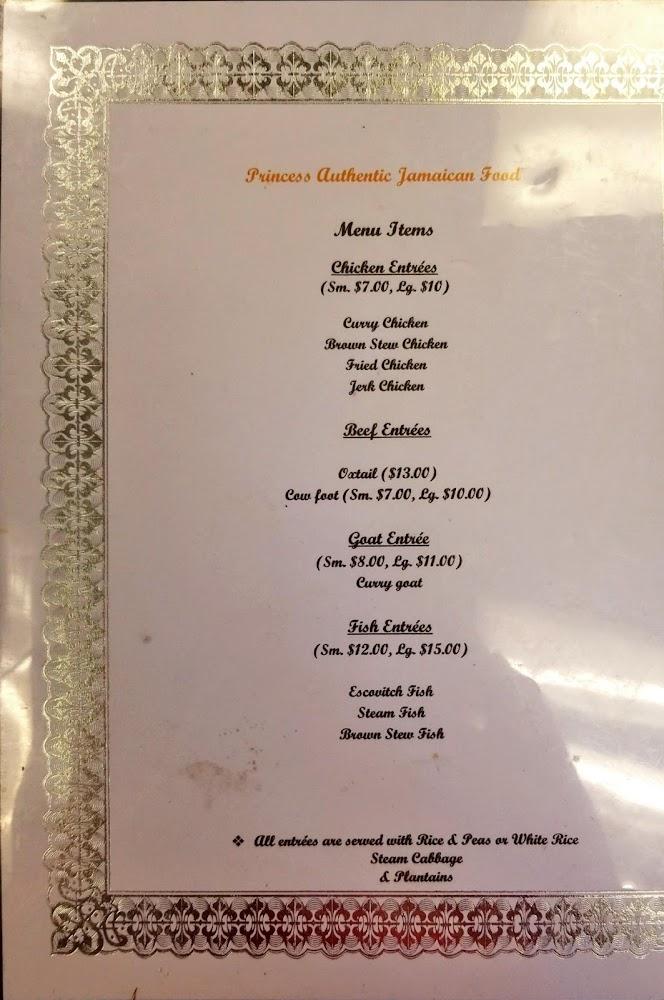 Princess Authentic Jamaican Food
Menu Items
Chicken Entrées
(Sm. $7.00, Lg. $10)
Curry Chicken
Brown Stew Chicken
Fried Chicken
Jerk Chicken
Beef Entrées
Oxtail ($13.00)
Cow foot (Sm. $7.00, Lg. $10.00)
Goat Entrée
(Sm. $8.00, Lg. $11.00)
Curry goat
Fish Entrées
(Sm. $12.00, Lg. $15.00)
Escovitch Fish
Steam Fish
Brown Stew Fish
❖ All entrées are served with Rice & Peas or White Rice
Steam Cabbage
& Plantains